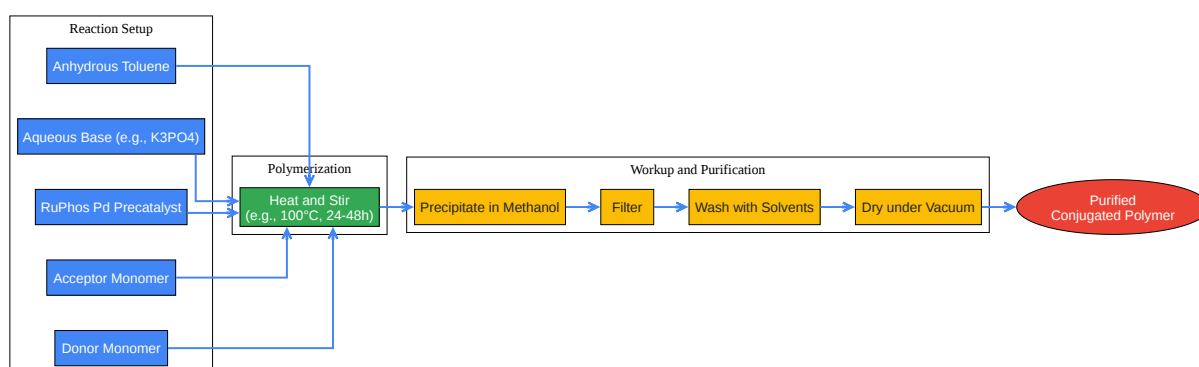 Reaction Setup
Anhydrous Toluene
Aqueous Base (e.g., K3PO4)
RuPhos Pd Precatalyst
Acceptor Monomer
Donor Monomer
Polymerization
Heat and Stir
(e.g., 100°C, 24-48h)
Workup and Purification
Precipitate in Methanol
Filter
Wash with Solvents
Dry under Vacuum
Purified
Conjugated Polymer